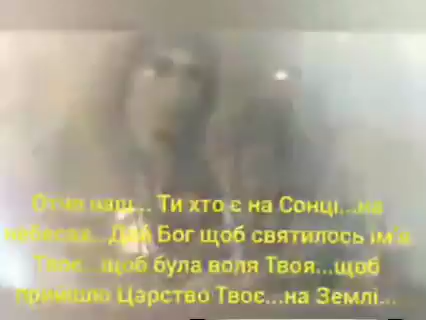 Отче наш... Ти хто є на Сонці...на
небесах...Дай Бог щоб святилось ім'я
Твоє...щоб була воля Твоя...щоб
прийшло Царство Твоє...на Землі...